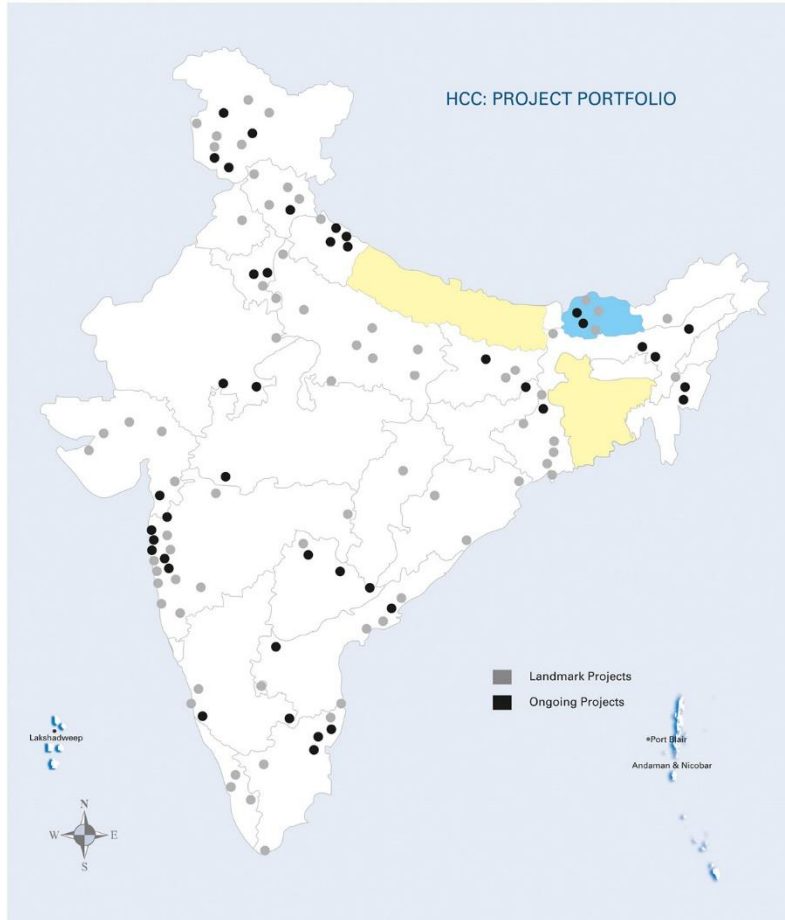 HCC: PROJECT PORTFOLIO
Landmark Projects
Ongoing Projects
Lakshadweep
Port Blair
Andaman & Nicobar
N
W E
S